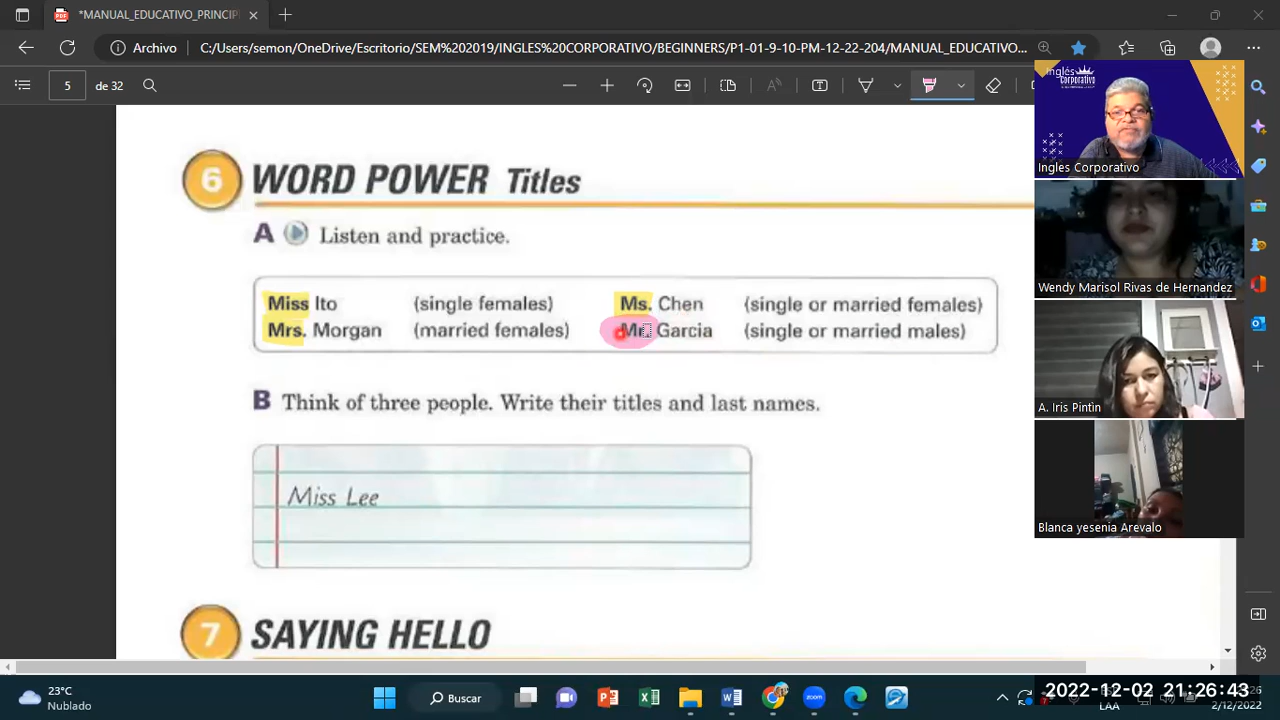 *MANUAL_EDUCATIVO_PRINCIP
Archivo
C:/Users/semon/OneDrive/Escritorio/SEM%202019/INGLES%20CORPORATIVO/BEGINNERS/P1-01-9-10-PM-12-22-204/MANUAL_EDUCATIVO...
5 de 32
6 WORD POWER Titles
A Listen and practice.
Miss Ito (single females) Ms. Chen (single or married females)
Mrs. Morgan (married females) Mr. Garcia (single or married males)
B Think of three people. Write their titles and last names.
Miss Lee
7 SAYING HELLO
Inglés
Corporativo
Ingles Corporativo
Wendy Marisol Rivas de Hernandez
A. Iris Pintin
Blanca yesenia Arevalo
23°C
Nublado
Buscar
2022-12-02 21:26:43
LAA
2/12/2022